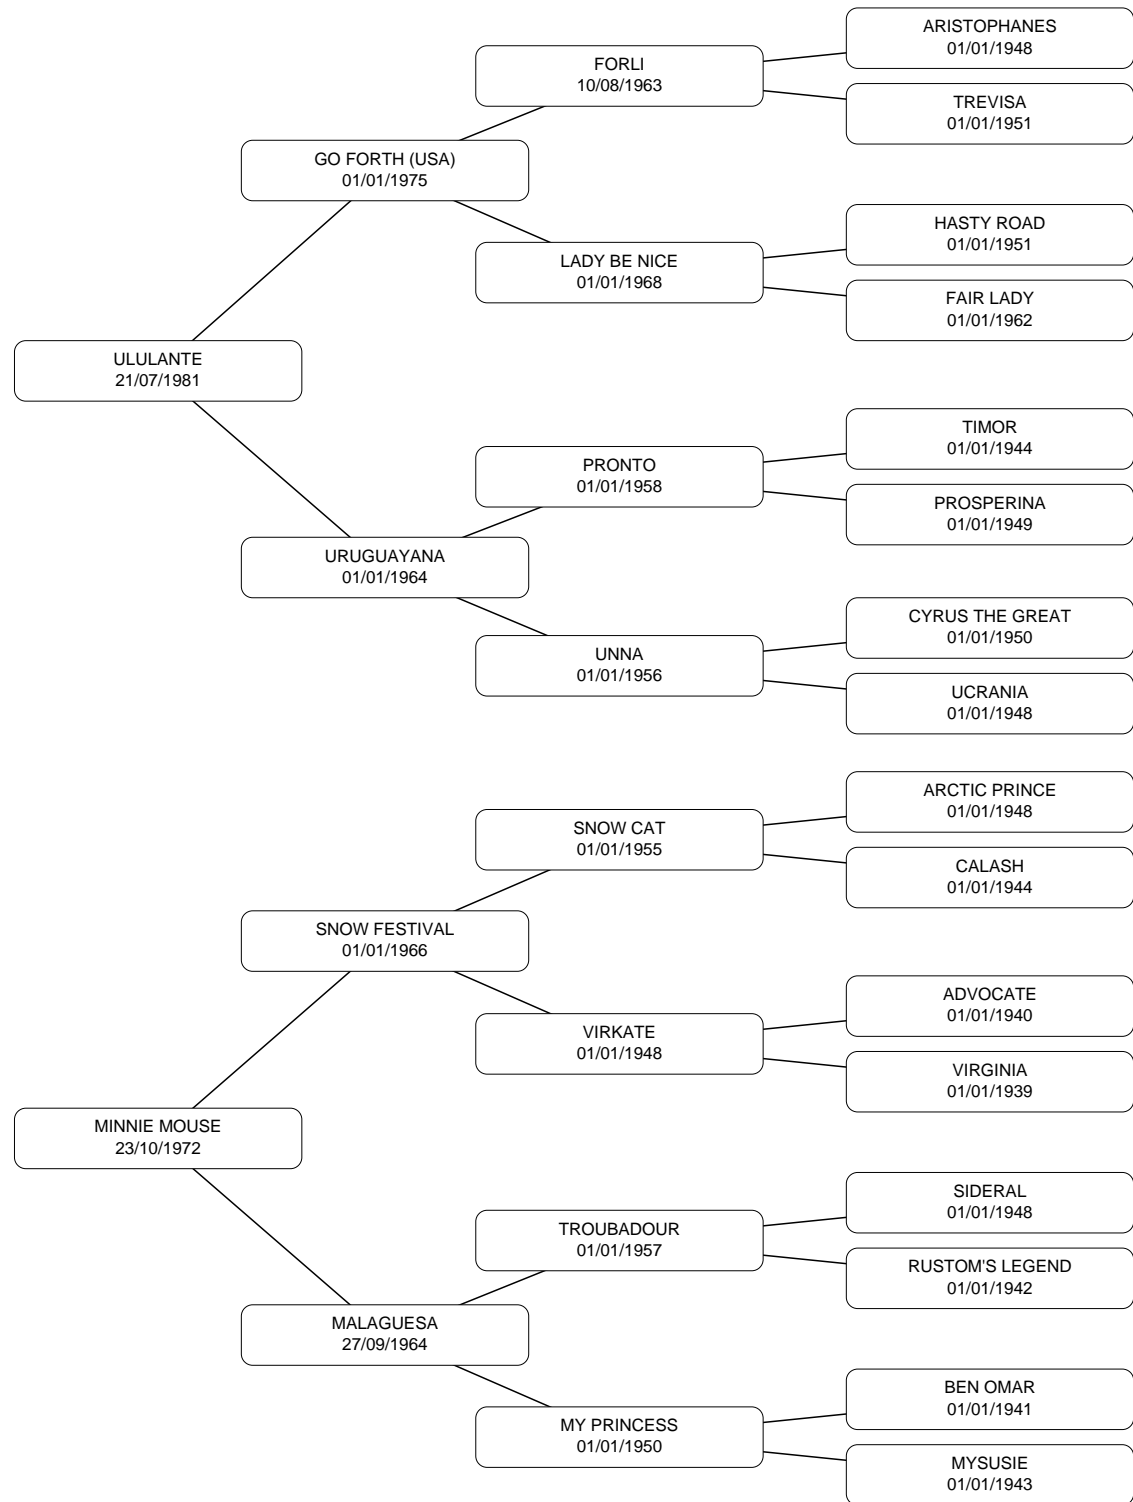 ARISTOPHANES
01/01/1948
FORLI
10/08/1963
TREVISA
01/01/1951
GO FORTH (USA)
01/01/1975
HASTY ROAD
01/01/1951
LADY BE NICE
01/01/1968
FAIR LADY
01/01/1962
ULULANTE
21/07/1981
TIMOR
01/01/1944
PRONTO
01/01/1958
PROSPERINA
01/01/1949
URUGUAYANA
01/01/1964
CYRUS THE GREAT
01/01/1950
UNNA
01/01/1956
UCRANIA
01/01/1948
ARCTIC PRINCE
01/01/1948
SNOW CAT
01/01/1955
CALASH
01/01/1944
SNOW FESTIVAL
01/01/1966
ADVOCATE
01/01/1940
VIRKATE
01/01/1948
VIRGINIA
01/01/1939
MINNIE MOUSE
23/10/1972
SIDERAL
01/01/1948
TROUBADOUR
01/01/1957
RUSTOM'S LEGEND
01/01/1942
MALAGUESA
27/09/1964
BEN OMAR
01/01/1941
MY PRINCESS
01/01/1950
MYSUSIE
01/01/1943